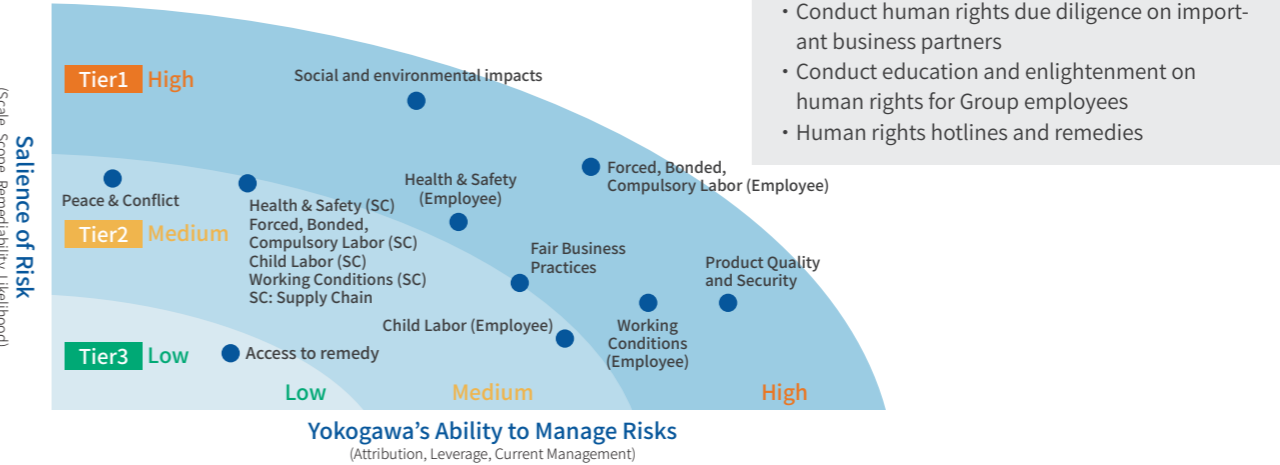 ・Conduct human rights due diligence on import-
ant business partners
・Conduct education and enlightenment on
human rights for Group employees
・Human rights hotlines and remedies
Salience of Risk
(Scale, Scope, Remediability, Likelihood)
Tier1 High
Social and environmental impacts
Forced, Bonded,
Compulsory Labor (Employee)
Peace & Conflict
Health & Safety
(Employee)
Tier2 Medium
Health & Safety (SC)
Forced, Bonded,
Compulsory Labor (SC)
Child Labor (SC)
Working Conditions (SC)
SC: Supply Chain
Fair Business
Practices
Product Quality
and Security
Child Labor (Employee)
Working
Conditions
(Employee)
Tier3 Low
Access to remedy
Low
Medium
High
Yokogawa's Ability to Manage Risks
(Attribution, Leverage, Current Management)